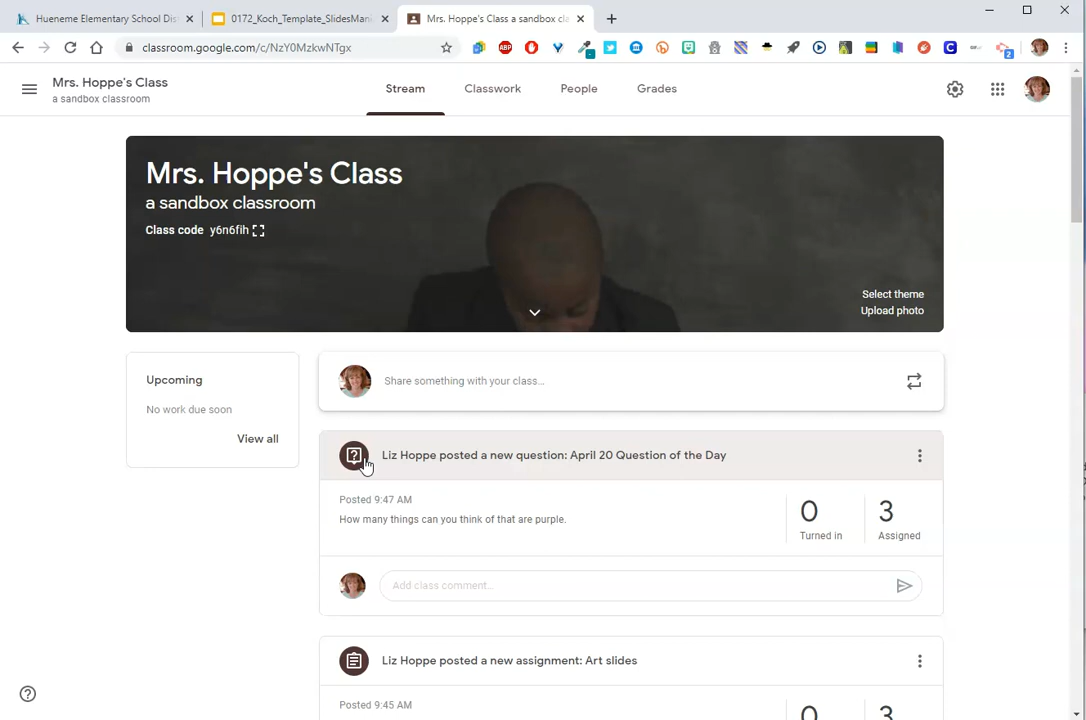 Hueneme Elementary School Dis
0172_Koch_Template_SlidesMan
Mrs. Hoppe's Class a sandbox cla
classroom.google.com/c/NzY0MzkwNTgx
ABP
2
Mrs. Hoppe's Class
a sandbox classroom
Stream
Classwork
People
Grades
Mrs. Hoppe's Class
a sandbox classroom
Class code y6n6fih
Select theme
Upload photo
Upcoming
No work due soon
View all
Share something with your class...
Liz Hoppe posted a new question: April 20 Question of the Day
Posted 9:47 AM
How many things can you think of that are purple.
0
Turned in
3
Assigned
Add class comment...
Liz Hoppe posted a new assignment: Art slides
Posted 9:45 AM
0
3